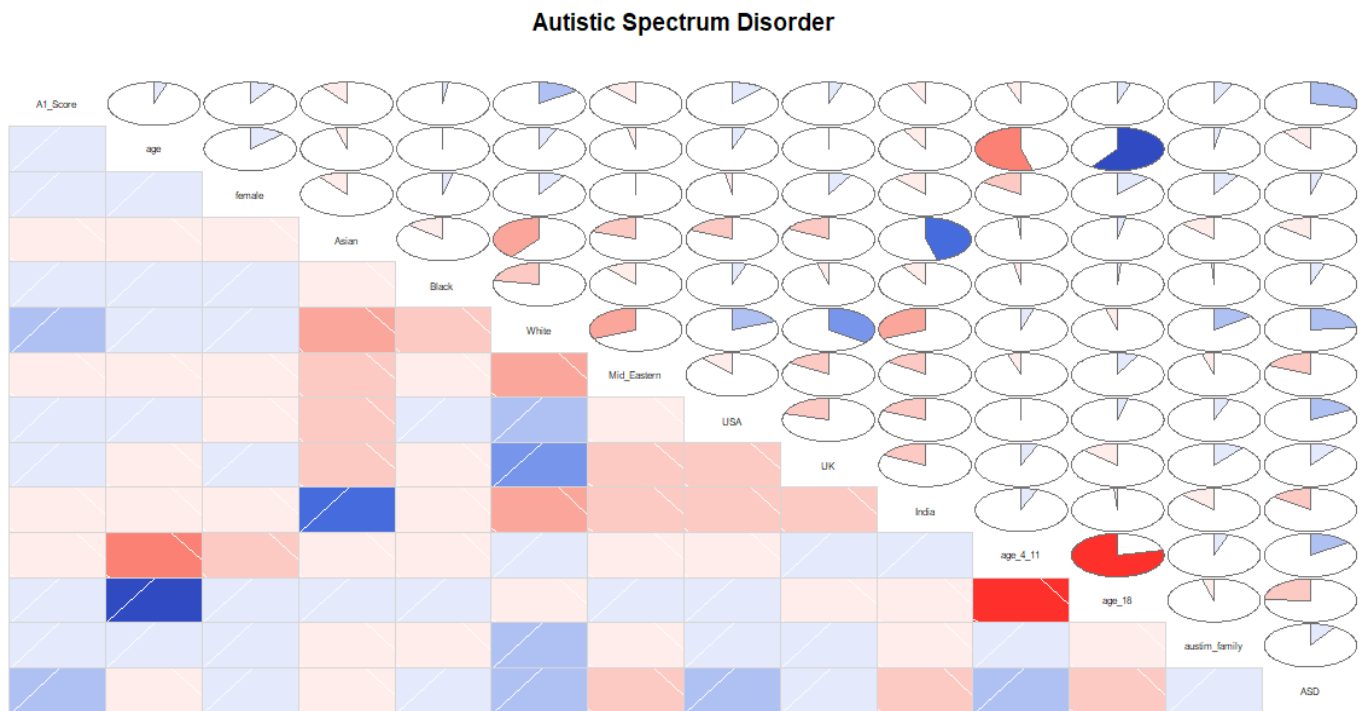 Autistic Spectrum Disorder
A1_Score
age
female
Asian
Black
White
Mid_Eastern
USA
UK
India
age_4_11
age_18
austim_family
ASD